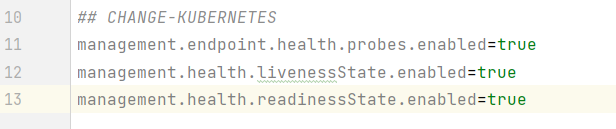 10 ## CHANGE-KUBERNETES
11 management.endpoint.health.probes.enabled=true
12 management.health.livenessState.enabled=true
13 management.health.readinessState.enabled=true